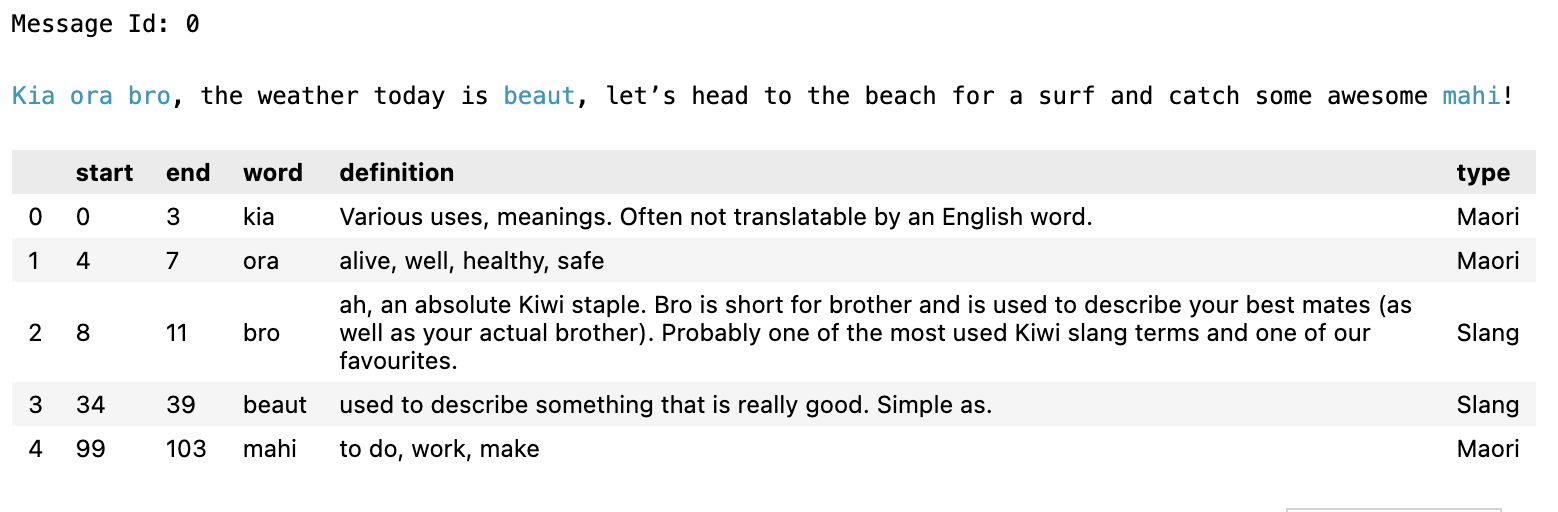 Message Id: 0
Kia ora bro, the weather today is beaut, let’s head to the beach for a surf and catch some awesome mahi!
start end word definition type
0 0 3 kia Various uses, meanings. Often not translatable by an English word. Maori
1 4 7 ora alive, well, healthy, safe Maori
ah, an absolute Kiwi staple. Bro is short for brother and is used to describe your best mates (as
2 8 11 bro well as your actual brother). Probably one of the most used Kiwi slang terms and one of our Slang
favourites.
3 34 39 beaut used to describe something that is really good. Simple as. Slang
4 99 103 mahi to do, work, make Maori